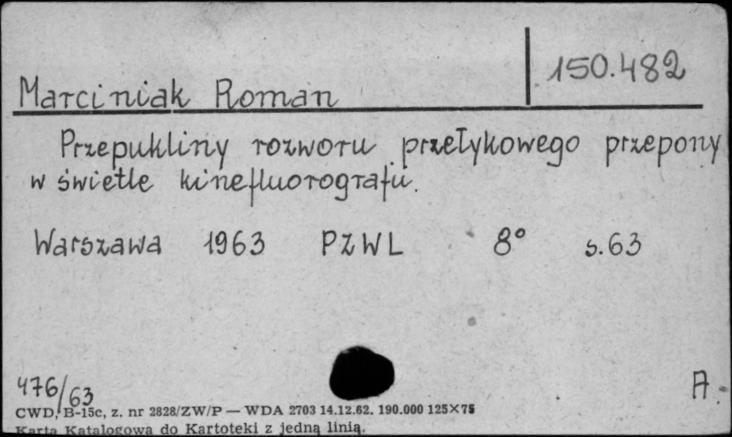 150.482
Marciniak Roman
Przepukliny rozworu przełykowego przepony
w świetle kinefluorografii.
Warszawa 1963 PZWL 8° s.63
476/63
A
CWD, B-15c, z. nr 2828/ZW/P — WDA 2703 14.12.62. 190.000 125×75
Karta Katalogowa do Kartoteki z jedną linią.